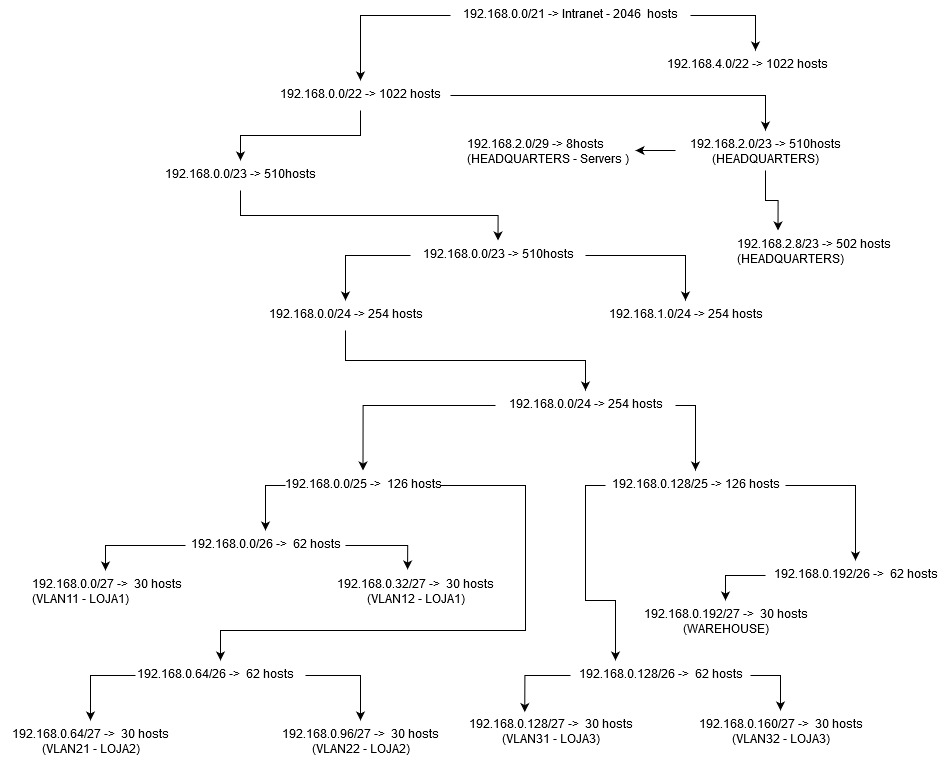 192.168.0.0/21 -> Intranet - 2046 hosts
192.168.4.0/22 -> 1022 hosts
192.168.0.0/22 -> 1022 hosts
192.168.2.0/29 -> 8hosts
(HEADQUARTERS - Servers )
192.168.2.0/23 -> 510hosts
(HEADQUARTERS)
192.168.0.0/23 -> 510hosts
192.168.2.8/23 -> 502 hosts
(HEADQUARTERS)
192.168.0.0/23 -> 510hosts
192.168.0.0/24 -> 254 hosts
192.168.1.0/24 -> 254 hosts
192.168.0.0/24 -> 254 hosts
192.168.0.0/25 -> 126 hosts
192.168.0.128/25 -> 126 hosts
192.168.0.0/26 -> 62 hosts
192.168.0.192/26 -> 62 hosts
192.168.0.0/27 -> 30 hosts
(VLAN11 - LOJA1)
192.168.0.32/27 -> 30 hosts
(VLAN12 - LOJA1)
192.168.0.192/27 -> 30 hosts
(WAREHOUSE)
192.168.0.64/26 -> 62 hosts
192.168.0.128/26 -> 62 hosts
192.168.0.64/27 -> 30 hosts
(VLAN21 - LOJA2)
192.168.0.96/27 -> 30 hosts
(VLAN22 - LOJA2)
192.168.0.128/27 -> 30 hosts
(VLAN31 - LOJA3)
192.168.0.160/27 -> 30 hosts
(VLAN32 - LOJA3)